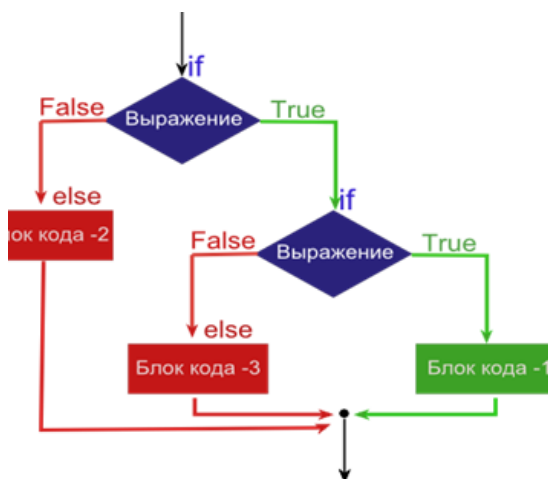 if
False
Выражение
True
else
if
лок кода -2
False
Выражение
True
else
Блок кода -3
Блок кода -1